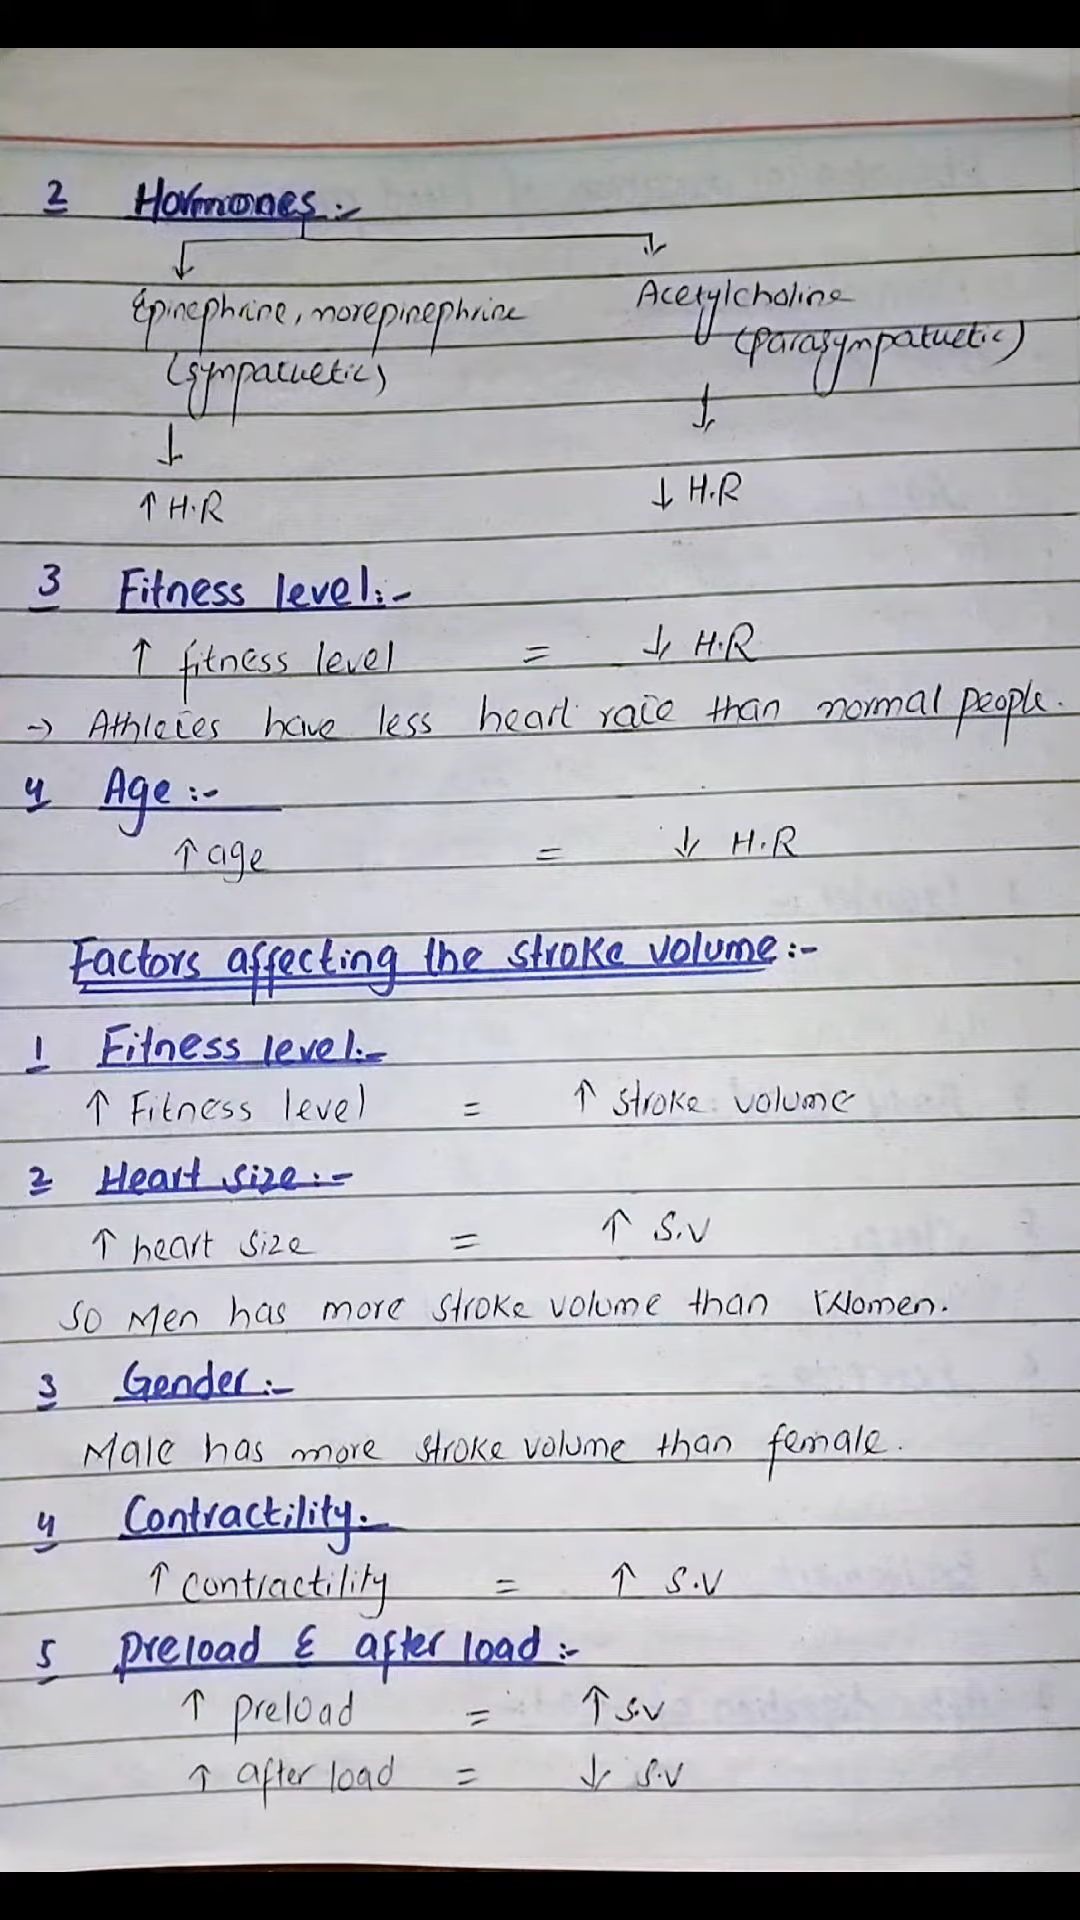 2 Hormones:-
Epinephrine, norepinephrine Acetylcholine
(sympathetic) (parasympathetic)
↓ ↓
↑ H.R ↓ H.R
3 Fitness level:-
↑ fitness level = ↓ H.R
→ Athletes have less heart rate than normal people.
4 Age:-
↑ age = ↓ H.R
Factors affecting the stroke volume:-
1 Fitness level:-
↑ Fitness level = ↑ stroke volume
2 Heart size:-
↑ heart size = ↑ S.V
So Men has more stroke volume than Women.
3 Gender:-
Male has more stroke volume than female.
4 Contractility:-
↑ contractility = ↑ S.V
5 preload & after load:-
↑ preload = ↑ S.V
↑ after load = ↓ S.V